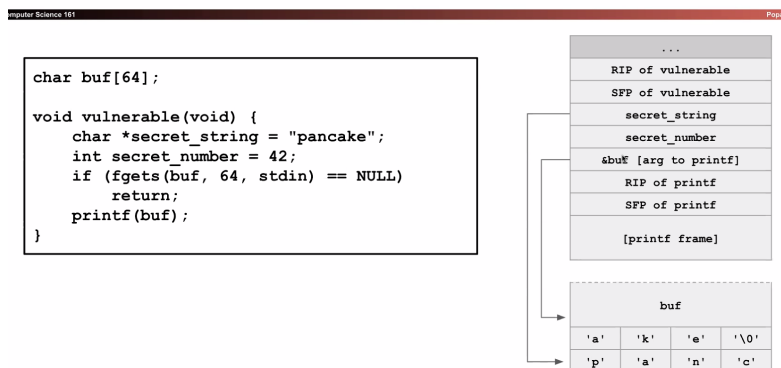 omputer Science 161
Pop
char buf[64];
void vulnerable(void) {
char *secret_string = "pancake";
int secret_number = 42;
if (fgets(buf, 64, stdin) == NULL)
return;
printf(buf);
}
...
RIP of vulnerable
SFP of vulnerable
secret_string
secret_number
&buf [arg to printf]
RIP of printf
SFP of printf
[printf frame]
buf
'a' 'k' 'e' '\0'
'p' 'a' 'n' 'c'